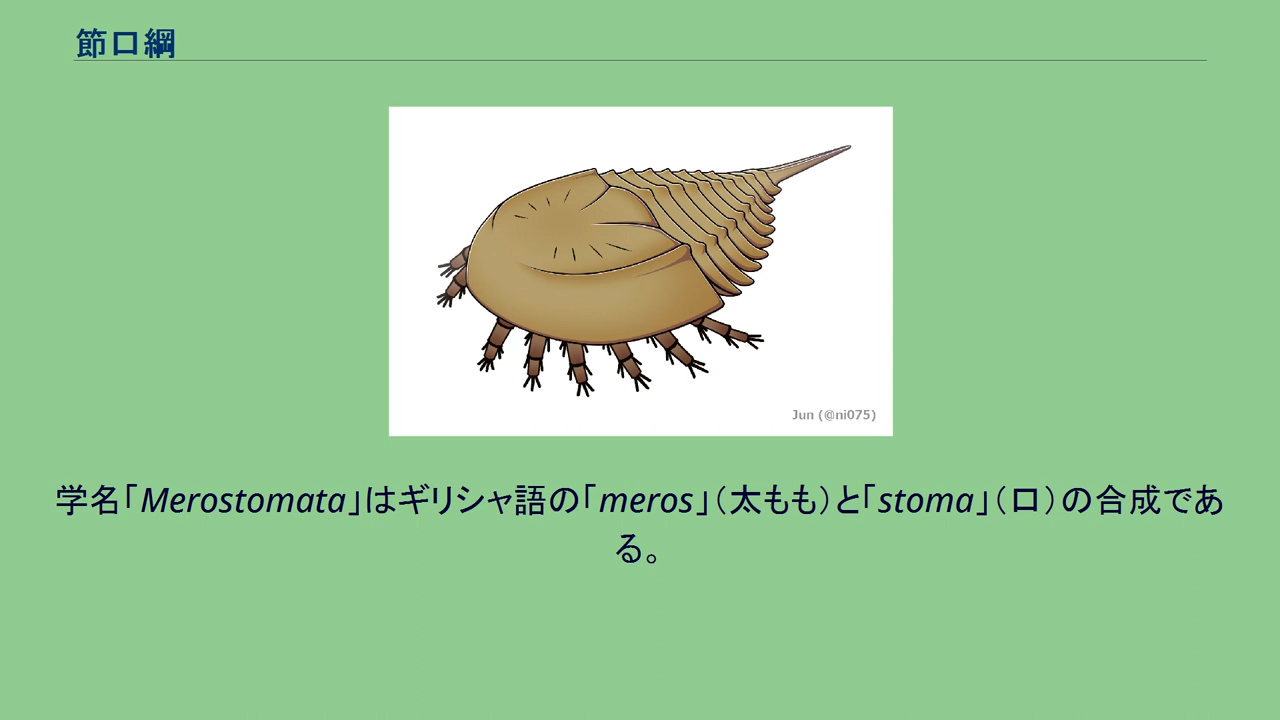 節口綱
Jun (@ni075)
学名｢Merostomata｣はギリシャ語の｢meros｣（太もも）と｢stoma｣（口）の合成であ
る。